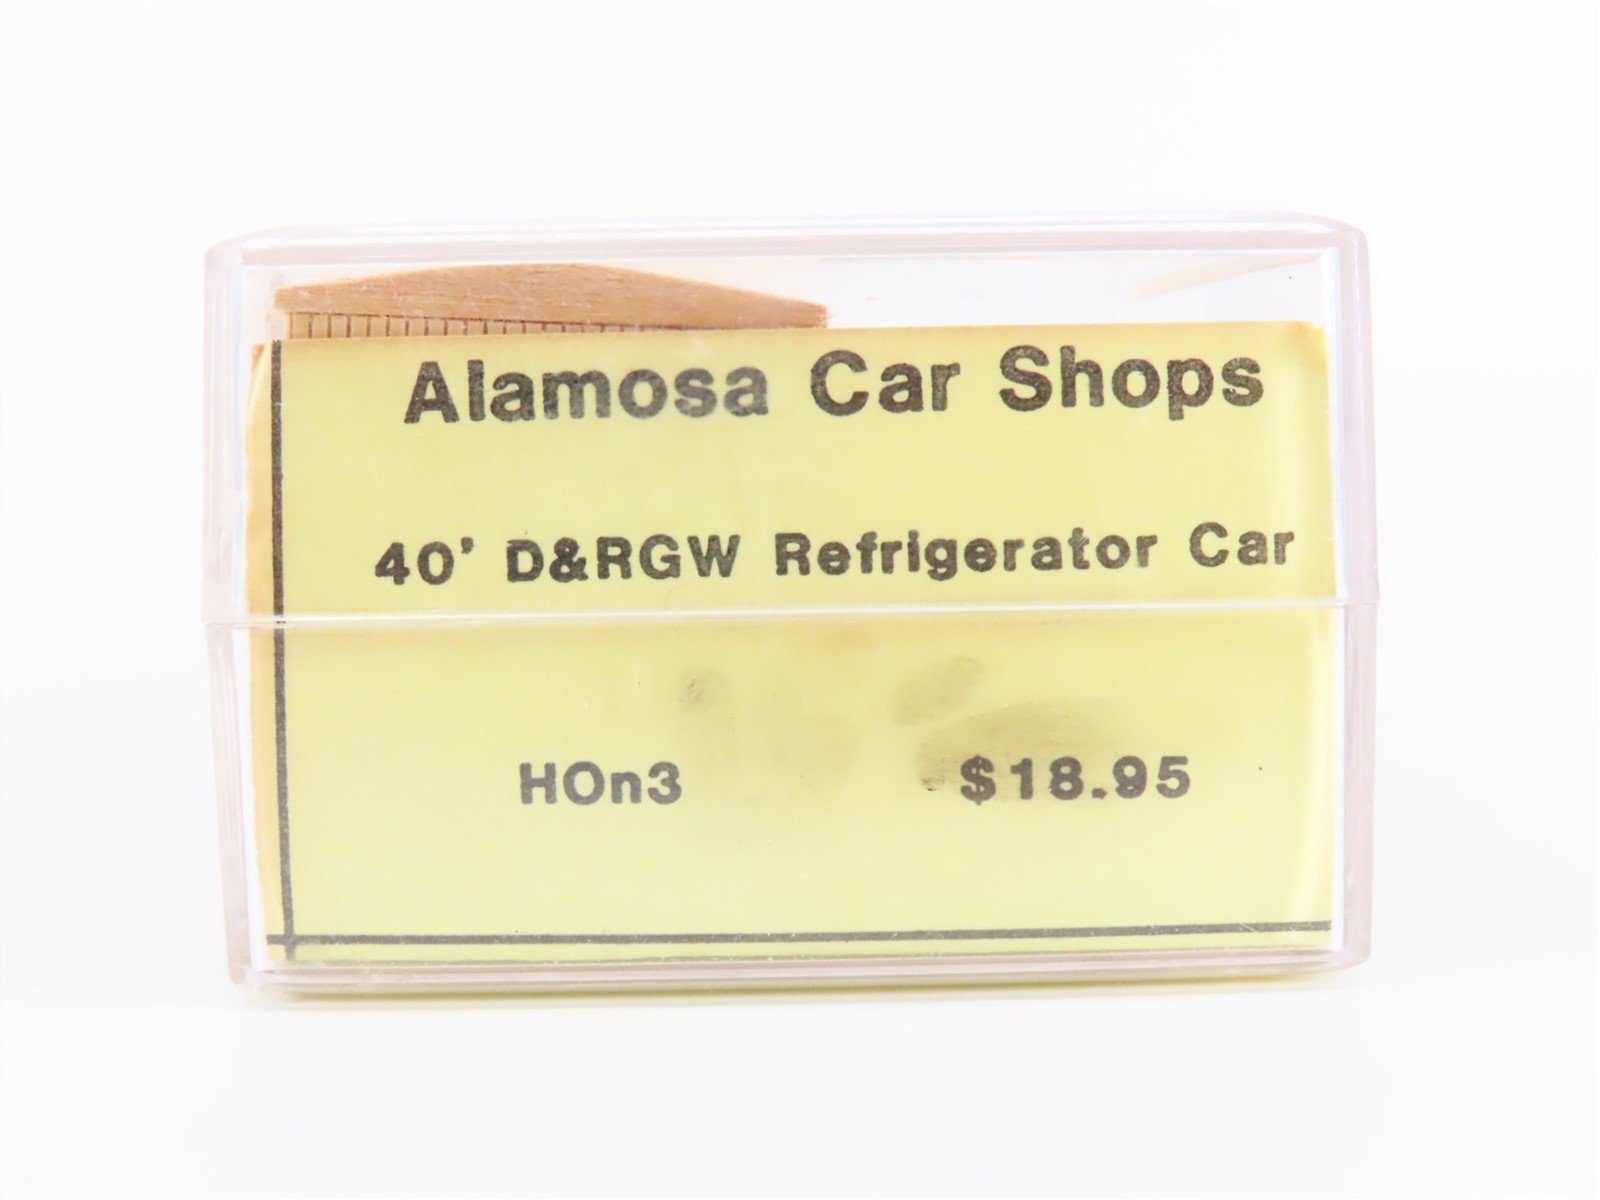 Alamosa Car Shops
40' D&RGW Refrigerator Car
HOn3 $18.95